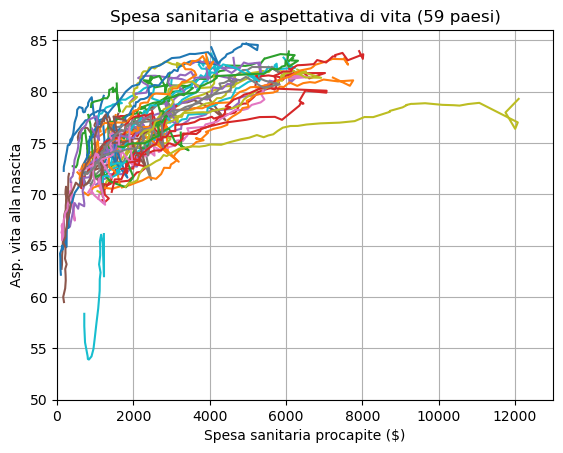 Spesa sanitaria e aspettativa di vita (59 paesi)
85
80
75
70
65
60
55
50
Asp. vita alla nascita
0 2000 4000 6000 8000 10000 12000
Spesa sanitaria procapite ($)